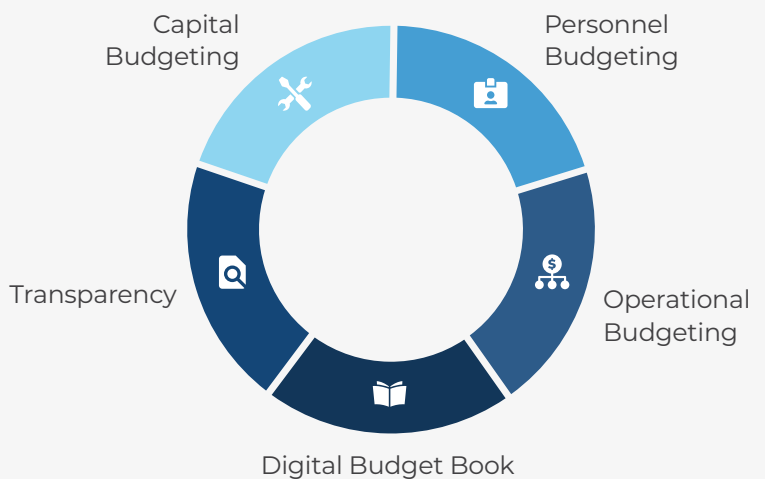 Capital
Budgeting
Personnel
Budgeting
$
Transparency
Operational
Budgeting
Digital Budget Book